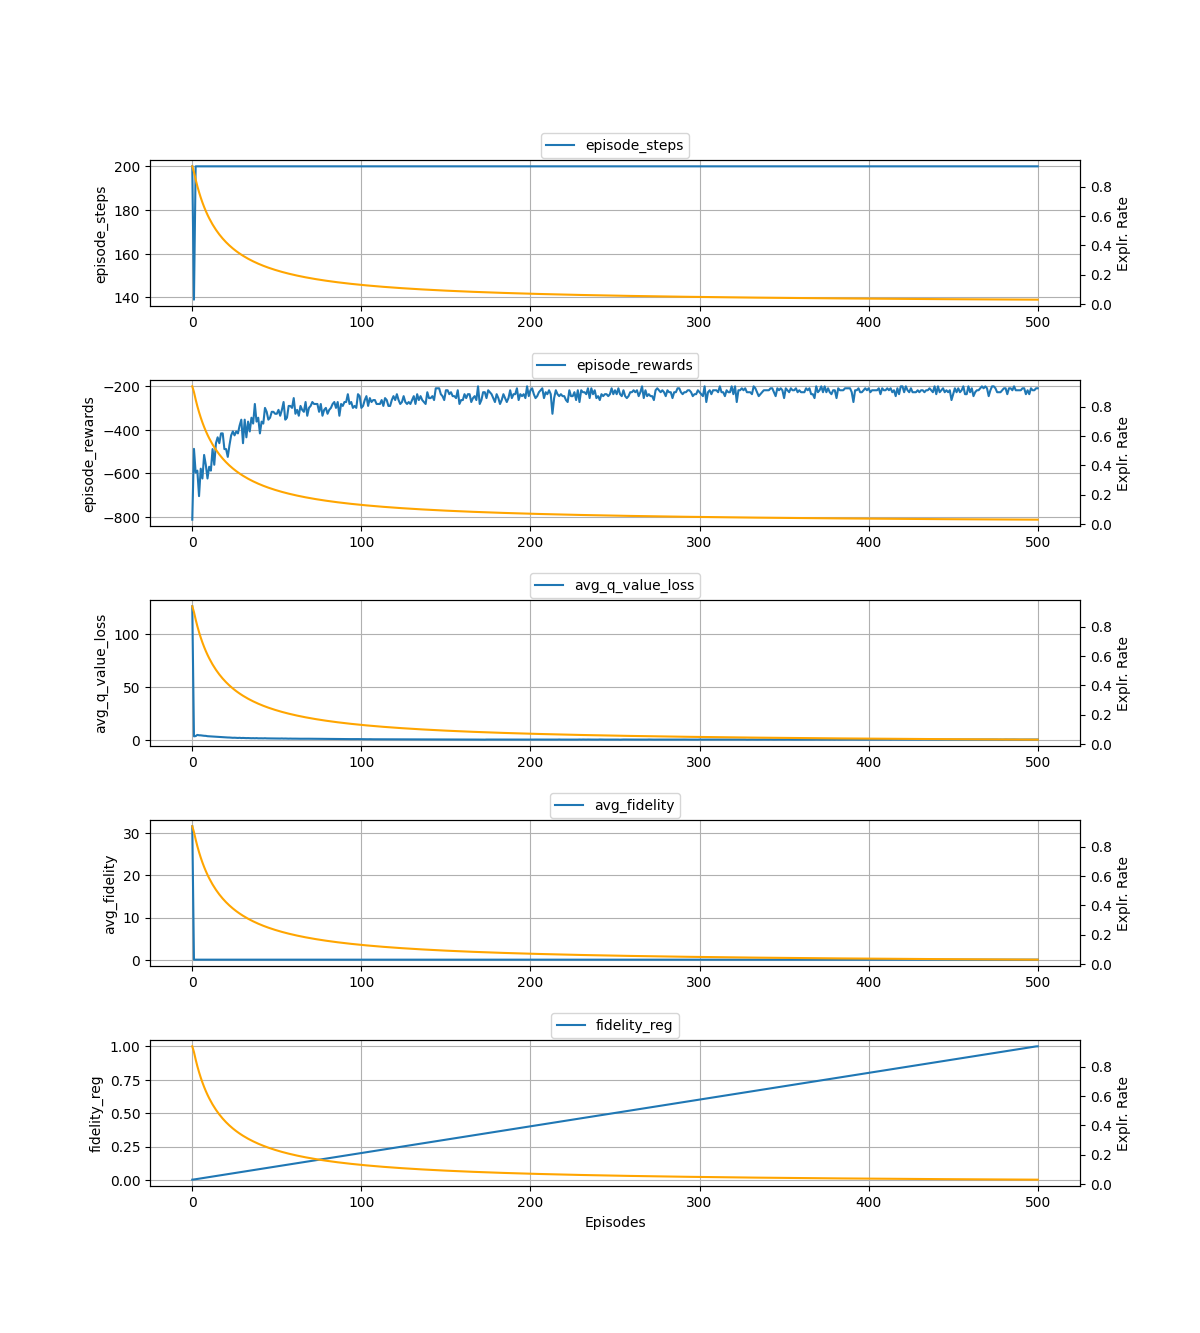 episode_steps
200
180
160
140
episode_steps
0.8
0.6
0.4
0.2
0.0
Explr. Rate
0 100 200 300 400 500
episode_rewards
−200
−400
−600
−800
episode_rewards
0.8
0.6
0.4
0.2
0.0
Explr. Rate
0 100 200 300 400 500
avg_q_value_loss
100
50
0
avg_q_value_loss
0.8
0.6
0.4
0.2
0.0
Explr. Rate
0 100 200 300 400 500
avg_fidelity
30
20
10
0
avg_fidelity
0.8
0.6
0.4
0.2
0.0
Explr. Rate
0 100 200 300 400 500
fidelity_reg
1.00
0.75
0.50
0.25
0.00
fidelity_reg
0.8
0.6
0.4
0.2
0.0
Explr. Rate
0 100 200 300 400 500
Episodes